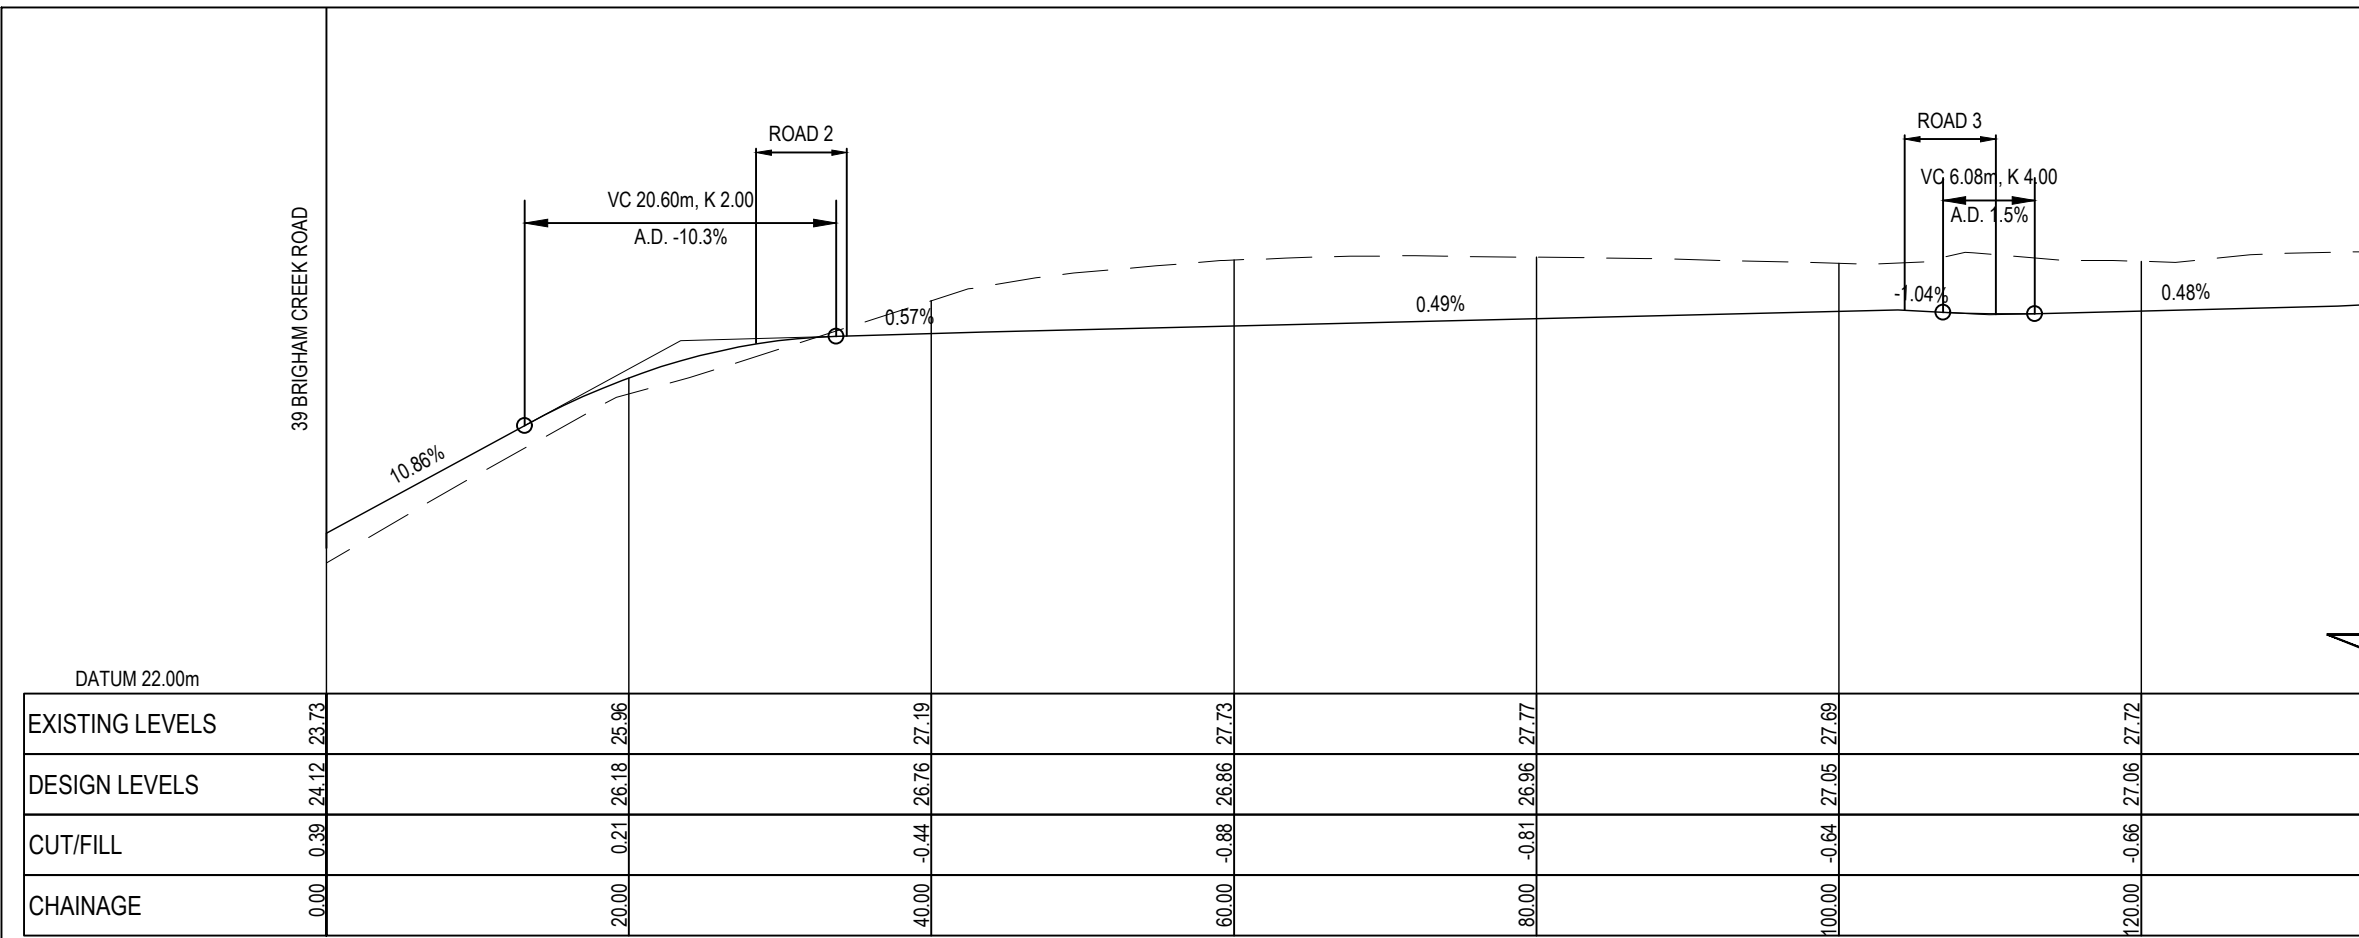 ROAD 2
ROAD 3
VC 20.60m, K 2.00
A.D. -10.3%
VC 6.08m, K 4.00
A.D. 1.5%
39 BRIGHAM CREEK ROAD
10.86%
0.57%
0.49%
-1.04%
0.48%
DATUM 22.00m
EXISTING LEVELS 23.73 25.96 27.19 27.73 27.77 27.69 27.72
DESIGN LEVELS 24.12 26.18 26.76 26.86 26.96 27.05 27.06
CUT/FILL 0.39 0.21 -0.44 -0.88 -0.81 -0.64 -0.66
CHAINAGE 0.00 20.00 40.00 60.00 80.00 100.00 120.00